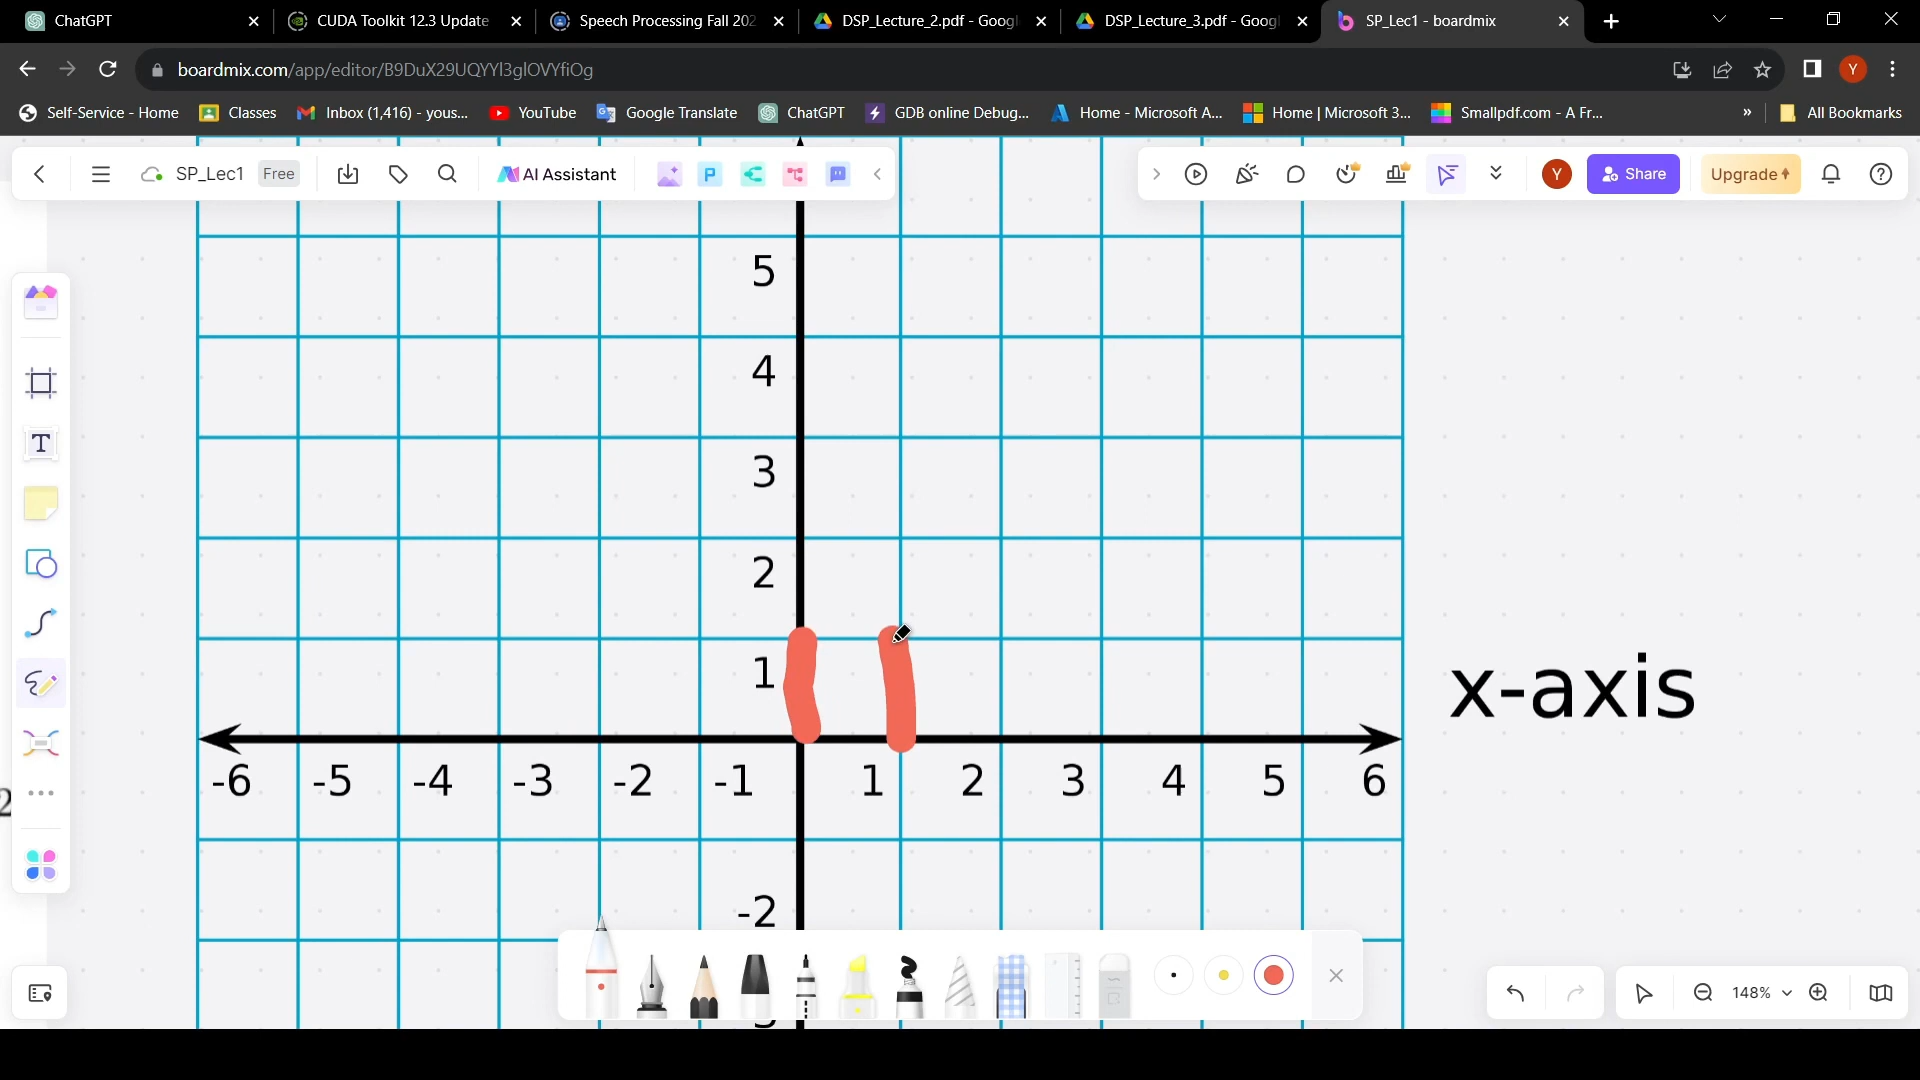 ChatGPT
CUDA Toolkit 12.3 Update
Speech Processing Fall 202
DSP_Lecture_2.pdf - Googl
DSP_Lecture_3.pdf - Googl
SP_Lec1 - boardmix
boardmix.com/app/editor/B9DuX29UQYYl3glOVYfiOg
Y
Self-Service - Home
Classes
Inbox (1,416) - yous...
YouTube
Google Translate
ChatGPT
GDB online Debug...
Home - Microsoft A...
Home | Microsoft 3...
Smallpdf.com - A Fr...
»
All Bookmarks
SP_Lec1 Free
AI Assistant
P
Y
Share
Upgrade
5
4
3
2
1
x-axis
-6 -5 -4 -3 -2 -1 1 2 3 4 5 6
2
-2
148%